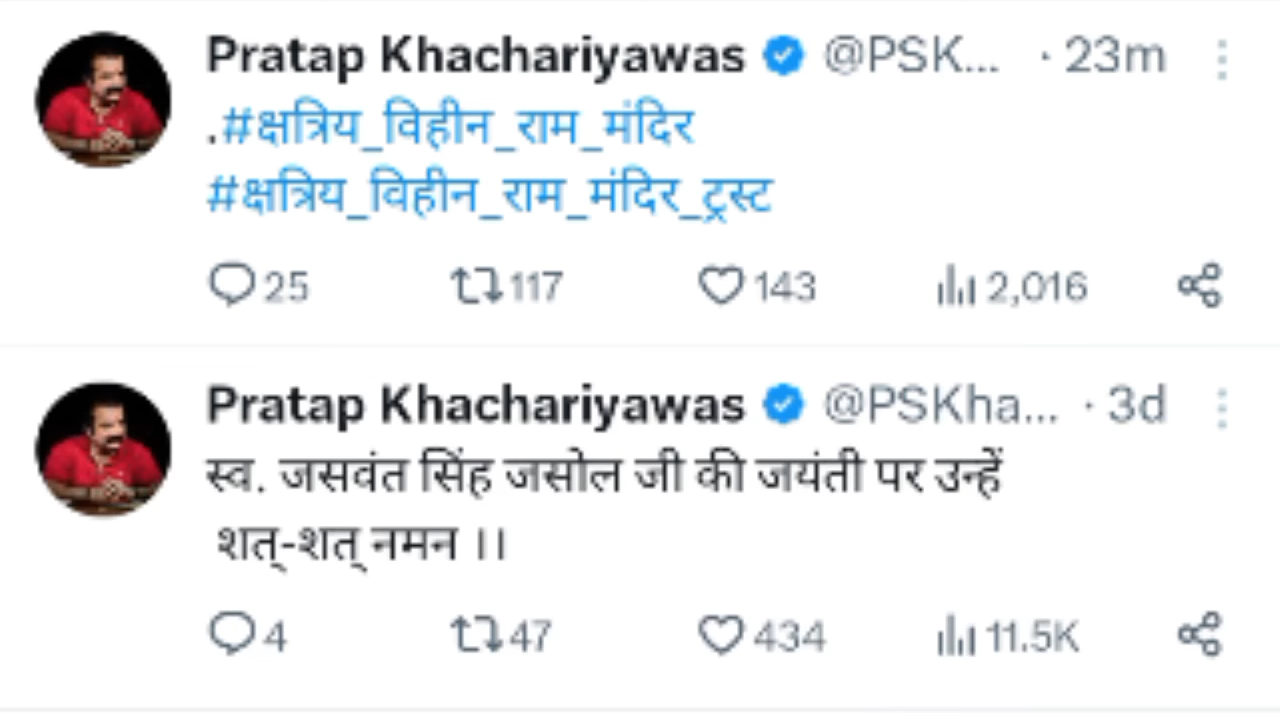 Pratap Khachariyawas @PSK... · 23m
.#क्षत्रिय_विहीन_राम_मंदिर
#क्षत्रिय_विहीन_राम_मंदिर_ट्रस्ट
25 117 143 2,016
Pratap Khachariyawas @PSKha... · 3d
स्व. जसवंत सिंह जसोल जी की जयंती पर उन्हें
शत्-शत् नमन ।।
4 47 434 11.5K